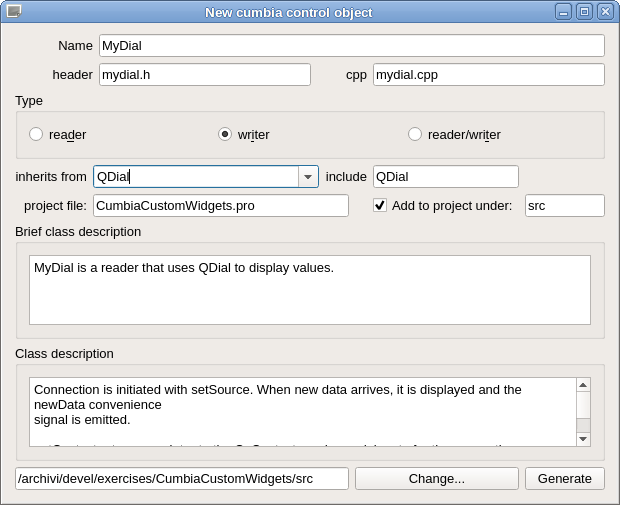 New cumbia control object
Name MyDial
header mydial.h cpp mydial.cpp
Type
reader writer reader/writer
inherits from QDial include QDial
project file: CumbiaCustomWidgets.pro Add to project under: src
Brief class description
MyDial is a reader that uses QDial to display values.
Class description
Connection is initiated with setSource. When new data arrives, it is displayed and the
newData convenience
signal is emitted.
/archivi/devel/exercises/CumbiaCustomWidgets/src Change... Generate